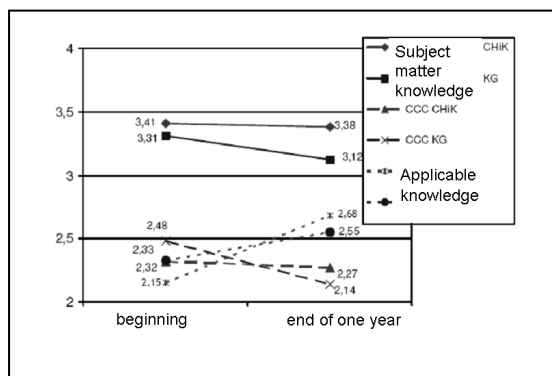 4
3,5
3
2,5
2
3,41
3,31
3,38
3,12
2,48
2,33
2,32
2,15
2,68
2,55
2,27
2,14
beginning
end of one year
Subject CHiK
matter
knowledge KG
CCC CHiK
CCC KG
Applicable
knowledge